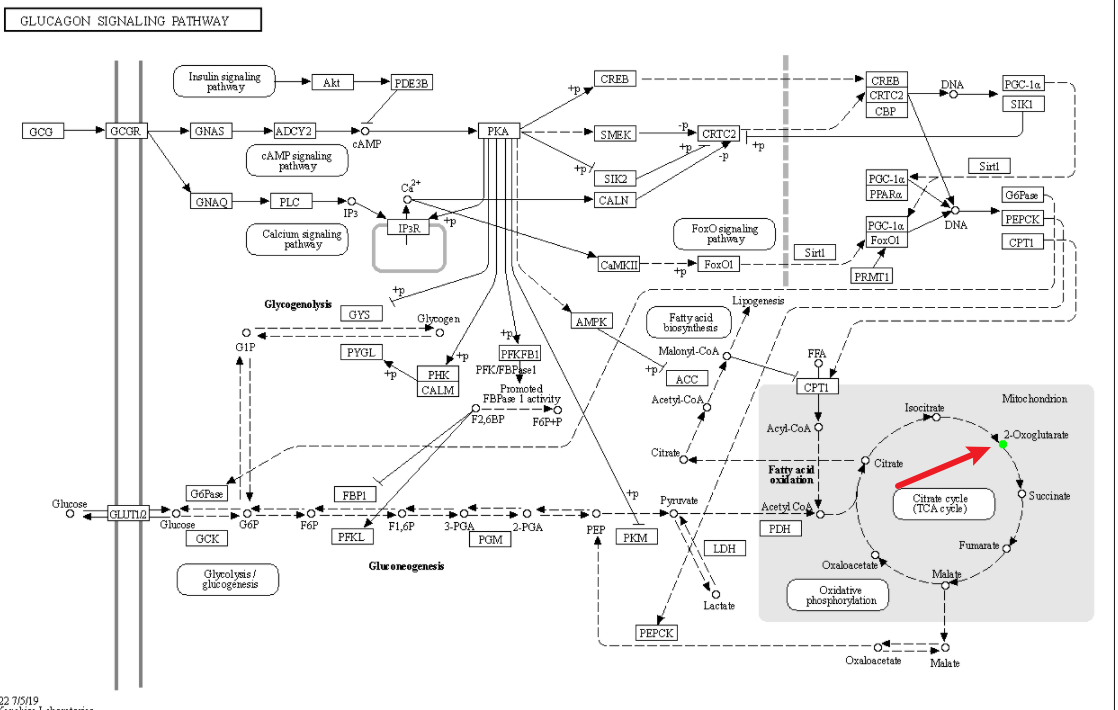 GLUCAGON SIGNALING PATHWAY
Insulin signaling
pathway
Akt
PDE3B
CREB
+p
CREB
CRTC2
CBP
DNA
PGC-1α
SIK1
GCG
GCGR
GNAS
ADCY2
cAMP
PKA
SMEK
-p
CRTC2
+p
-p
+p
cAMP signaling
pathway
+p
SIK2
CALN
Sirt1
PGC-1α
PPARα
G6Pase
GNAQ
PLC
IP3
Ca2+
IP3R
+p
DNA
PEPCK
CPT1
Calcium signaling
pathway
FoxO signaling
pathway
Sirt1
PGC-1α
FoxO1
PRMT1
CaMKII
+p
FoxO1
Glycogenolysis
+p
GYS
Lipogenesis
Fatty acid
biosynthesis
AMPK
G1P
Glycogen
PYGL
+p
PHK
CALM
+p
+p
PFKFB1
PFK/FBPase1
Promoted
FBPase 1 activity
F2,6BP
F6P+P
Malonyl-CoA
+p
ACC
FFA
CPT1
Acetyl-CoA
Acyl-CoA
Mitochondrion
Isocitrate
2-Oxoglutarate
Citrate
Fatty acid
oxidation
Citrate
Citrate cycle
(TCA cycle)
Succinate
G6Pase
FBP1
+p
Pyruvate
Acetyl CoA
Glucose
GLUT1/2
Glucose
G6P
F6P
F1,6P
3-PGA
2-PGA
PEP
GCK
PFKL
PGM
PKM
LDH
PDH
Fumarate
Gluconeogenesis
Glycolysis /
glucogenesis
Oxaloacetate
Malate
Oxidative
phosphorylation
Lactate
PEPCK
Oxaloacetate
Malate
22 7/5/19